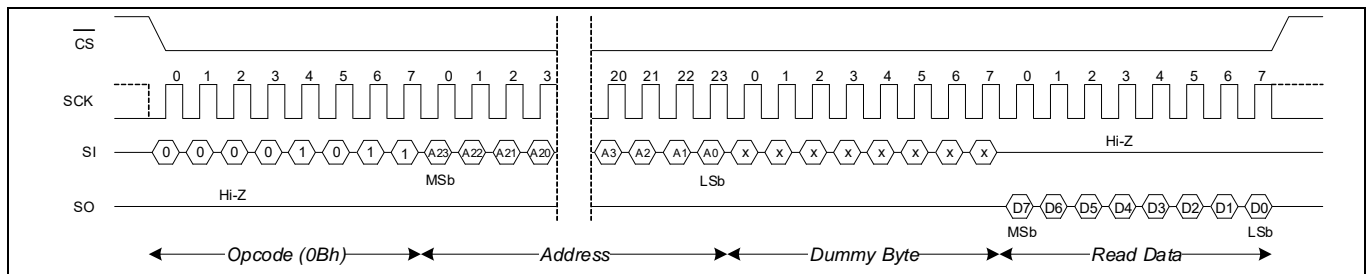 CS
0 1 2 3 4 5 6 7 0 1 2 3 20 21 22 23 0 1 2 3 4 5 6 7 0 1 2 3 4 5 6 7
SCK
Hi-Z
SI 0 0 0 0 1 0 1 1 A23 A22 A21 A20 A3 A2 A1 A0 x x x x x x x x
MSb LSb
Hi-Z
SO D7 D6 D5 D4 D3 D2 D1 D0
MSb LSb
Opcode (0Bh) Address Dummy Byte Read Data